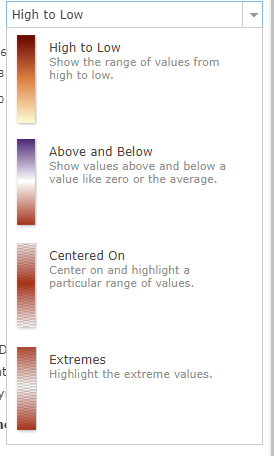 High to Low
High to Low
Show the range of values from
high to low.
Above and Below
Show values above and below a
value like zero or the average.
Centered On
Center on and highlight a
particular range of values.
Extremes
Highlight the extreme values.